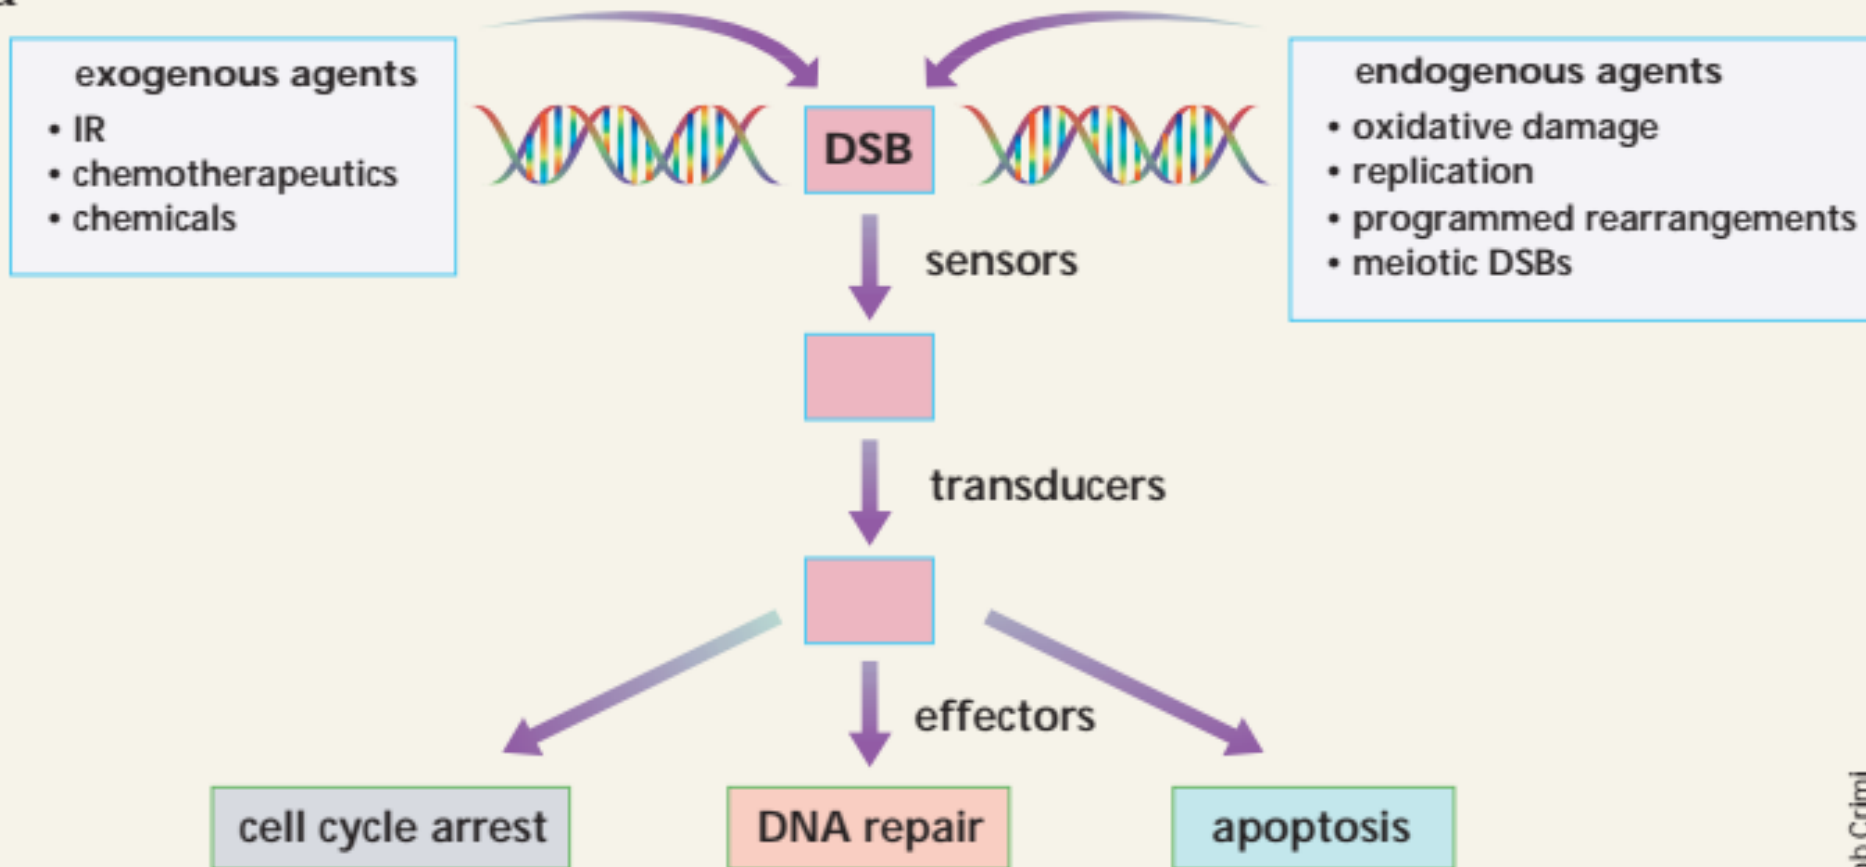 exogenous agents
• IR
• chemotherapeutics
• chemicals
DSB
endogenous agents
• oxidative damage
• replication
• programmed rearrangements
• meiotic DSBs
sensors
transducers
effectors
cell cycle arrest
DNA repair
apoptosis